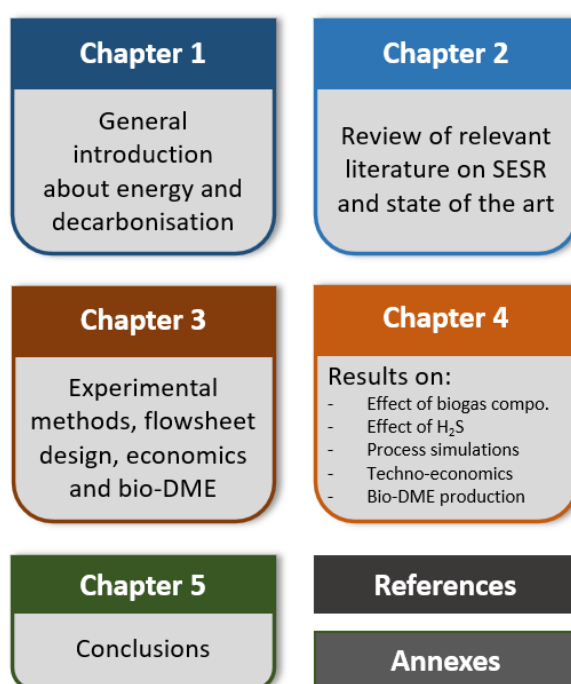 Chapter 1
General
introduction
about energy and
decarbonisation
Chapter 2
Review of relevant
literature on SESR
and state of the art
Chapter 3
Experimental
methods, flowsheet
design, economics
and bio-DME
Chapter 4
Results on:
- Effect of biogas compo.
- Effect of H₂S
- Process simulations
- Techno-economics
- Bio-DME production
Chapter 5
Conclusions
References
Annexes